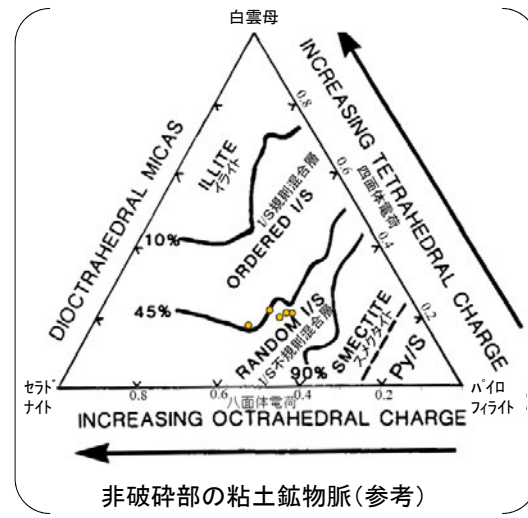 白雲母
INCREASING TETRAHEDRAL CHARGE
四面体電荷
DIOCTRAHEDRAL MICAS
0.8
0.6
0.4
0.2
ILLITE
イライト
I/S規則混合層
ORDERED I/S
10%
45%
RANDOM I/S
I/S不規則混合層
90%
SMECTITE
スメクタイト
Py/S
セラド
ナイト
0.8
0.6
八面体電荷
0.4
0.2
パイロ
フィライト
INCREASING OCTRAHEDRAL CHARGE
非破砕部の粘土鉱物脈(参考)